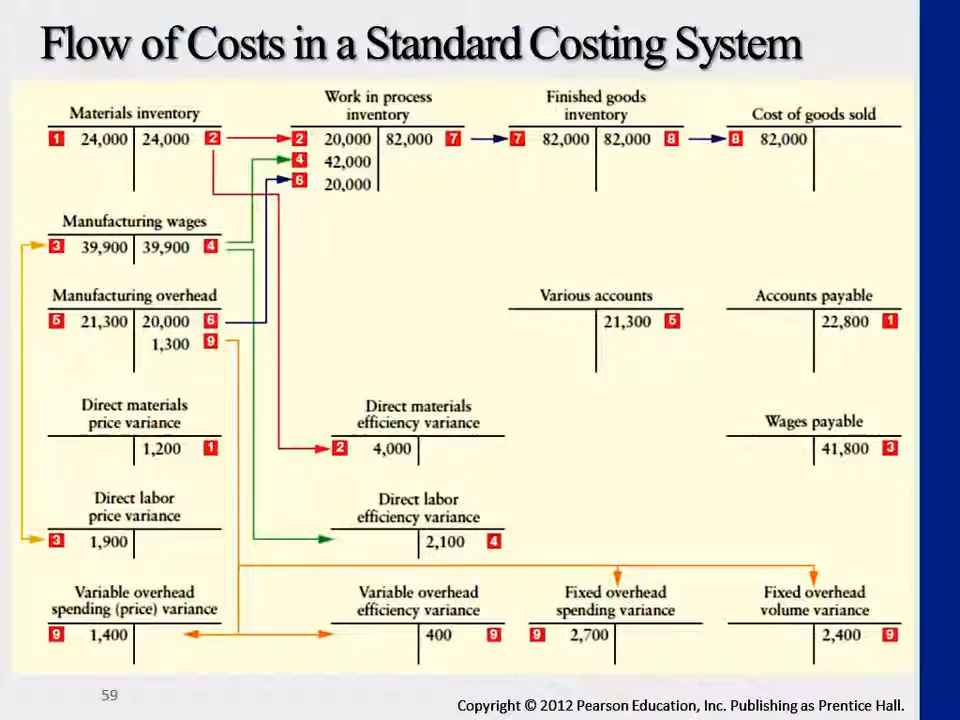 Flow of Costs in a Standard Costing System
Materials inventory
1 24,000 24,000 2
Work in process
inventory
2 20,000 82,000 7
4 42,000
6 20,000
Finished goods
inventory
7 82,000 82,000 8
Cost of goods sold
8 82,000
Manufacturing wages
3 39,900 39,900 4
Manufacturing overhead
5 21,300 20,000 6
1,300 9
Various accounts
21,300 5
Accounts payable
22,800 1
Direct materials
price variance
1,200 1
Direct materials
efficiency variance
2 4,000
Wages payable
41,800 3
Direct labor
price variance
3 1,900
Direct labor
efficiency variance
2,100 4
Variable overhead
spending (price) variance
9 1,400
Variable overhead
efficiency variance
400 9
Fixed overhead
spending variance
9 2,700
Fixed overhead
volume variance
2,400 9
59
Copyright © 2012 Pearson Education, Inc. Publishing as Prentice Hall.